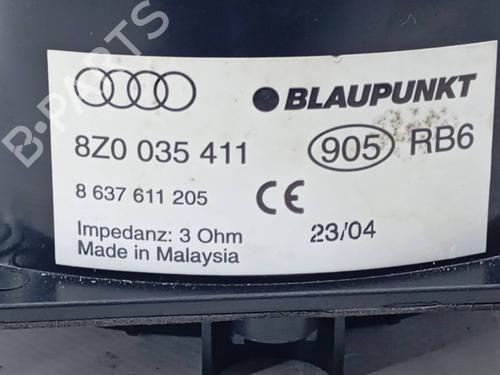 BLAUPUNKT
8Z0 035 411 905 RB6
8 637 611 205 CE
Impedanz: 3 Ohm 23/04
Made in Malaysia
B-PARTS